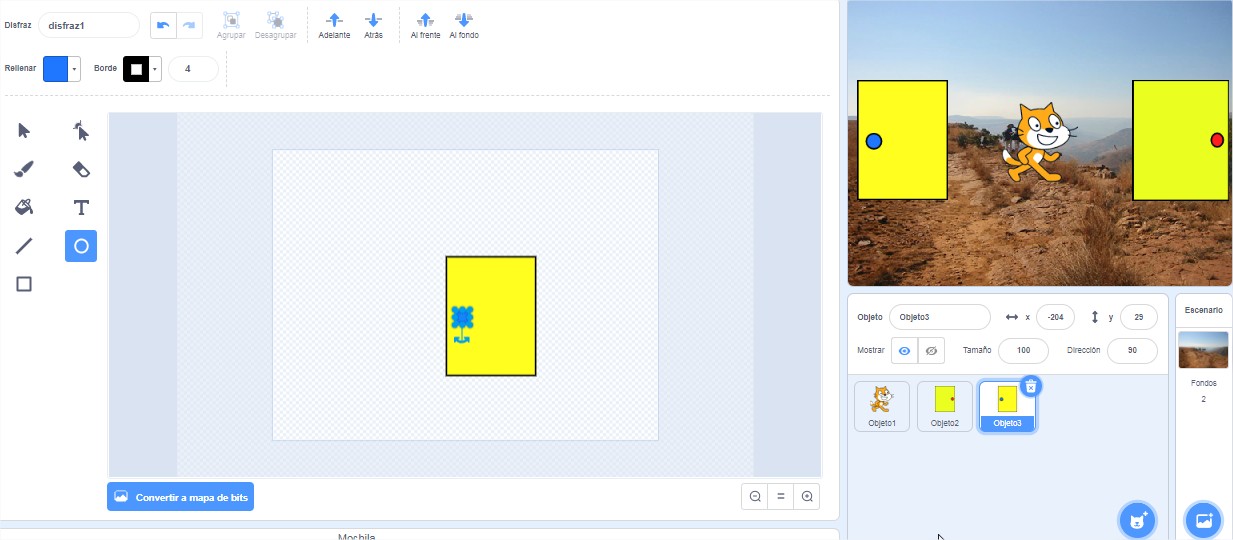 Disfraz disfraz1
Agrupar Desagrupar Adelante Atrás Al frente Al fondo
Rellenar Borde 4
T
Convertir a mapa de bits
Mochila
Objeto Objeto3 x -204 y 29
Mostrar Tamaño 100 Dirección 90
Objeto1 Objeto2 Objeto3
Escenario
Fondos
2